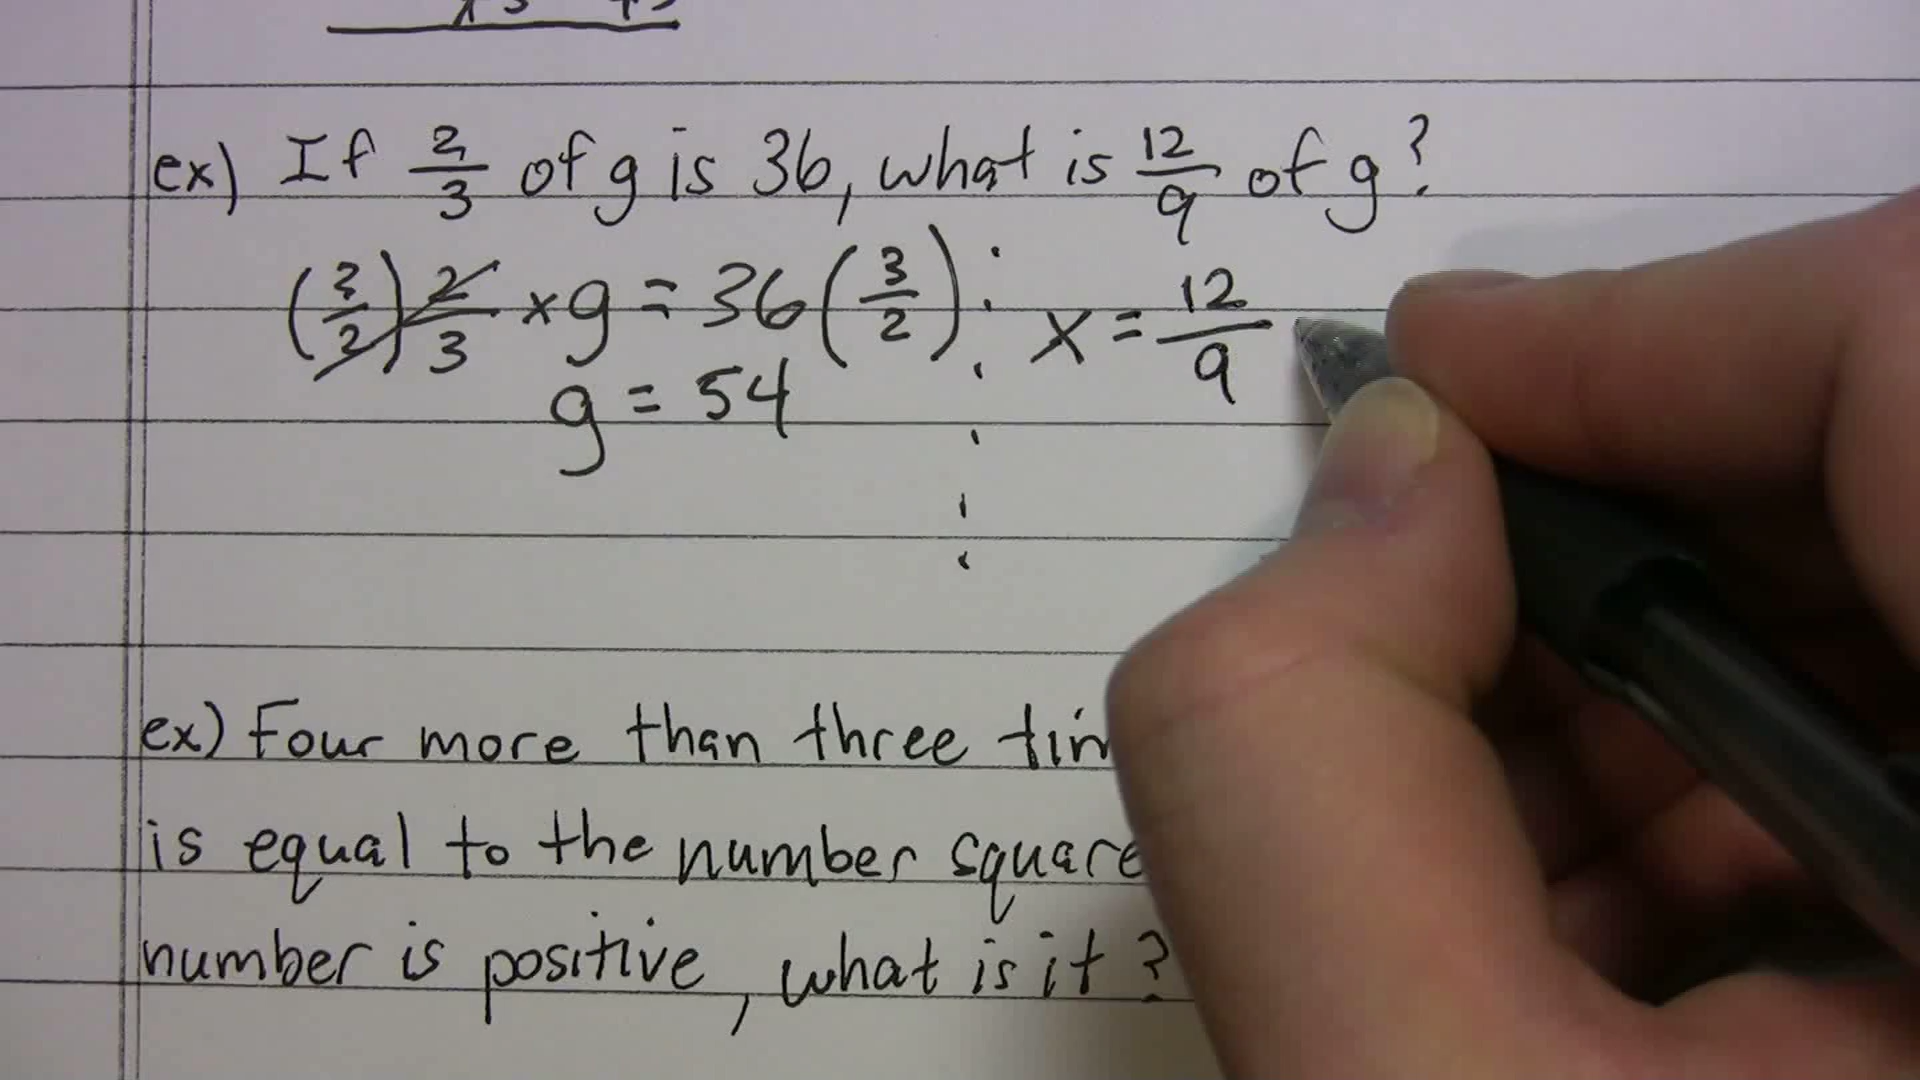 ex) If 2/3 of g is 36, what is 12/9 of g?
(3/2) 2/3 × g = 36 (3/2) x = 12/9
g = 54
ex) Four more than three
is equal to the number square
number is positive, what is it?